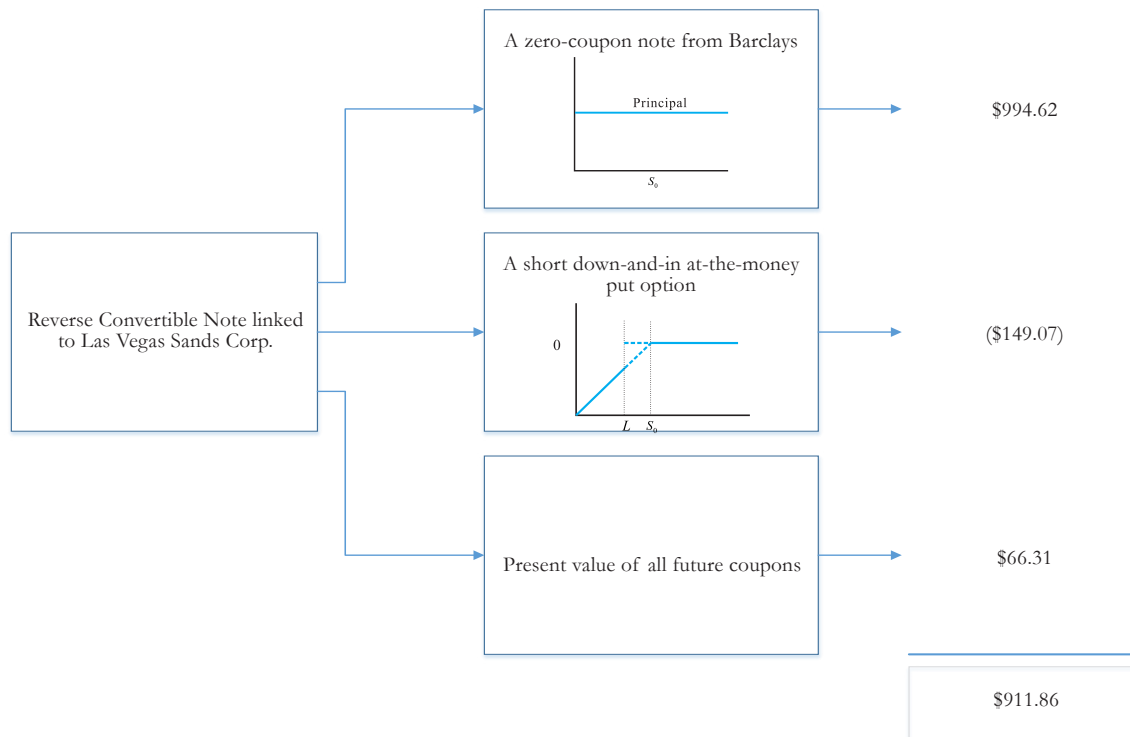 A zero-coupon note from Barclays
Principal
S₀
$994.62
Reverse Convertible Note linked
to Las Vegas Sands Corp.
A short down-and-in at-the-money
put option
0
L S₀
($149.07)
Present value of all future coupons
$66.31
$911.86